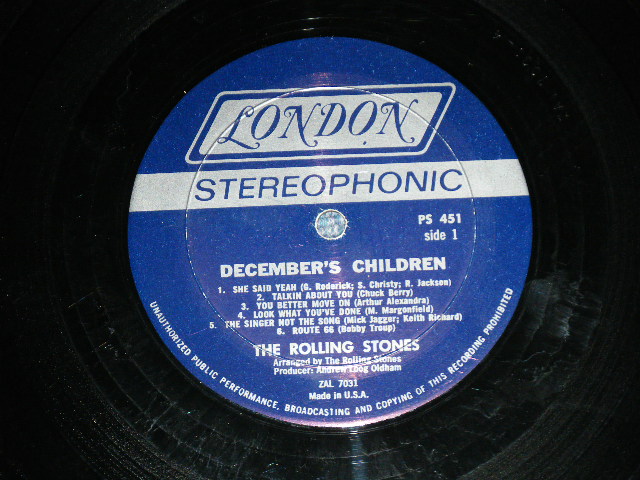 LONDON
STEREOPHONIC
PS 451
side 1
DECEMBER'S CHILDREN
1. SHE SAID YEAH (G. Roderick; S. Christy; R. Jackson)
2. TALKIN ABOUT YOU (Chuck Berry)
3. YOU BETTER MOVE ON (Arthur Alexandra)
4. LOOK WHAT YOU'VE DONE (M. Margonfield)
5. THE SINGER NOT THE SONG (Mick Jagger; Keith Richard)
6. ROUTE 66 (Bobby Troup)
THE ROLLING STONES
Arranged by The Rolling Stones
Producer: Andrew Loog Oldham
ZAL 7031
Made in U.S.A.
UNAUTHORIZED PUBLIC PERFORMANCE, BROADCASTING AND COPYING OF THIS RECORDING PROHIBITED